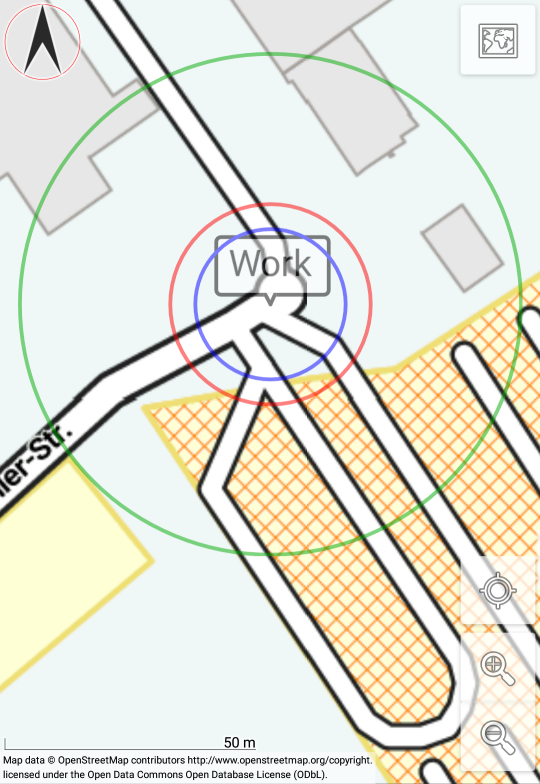 Work
ler-Str.
50 m
Map data © OpenStreetMap contributors http://www.openstreetmap.org/copyright.
licensed under the Open Data Commons Open Database License (ODbL).